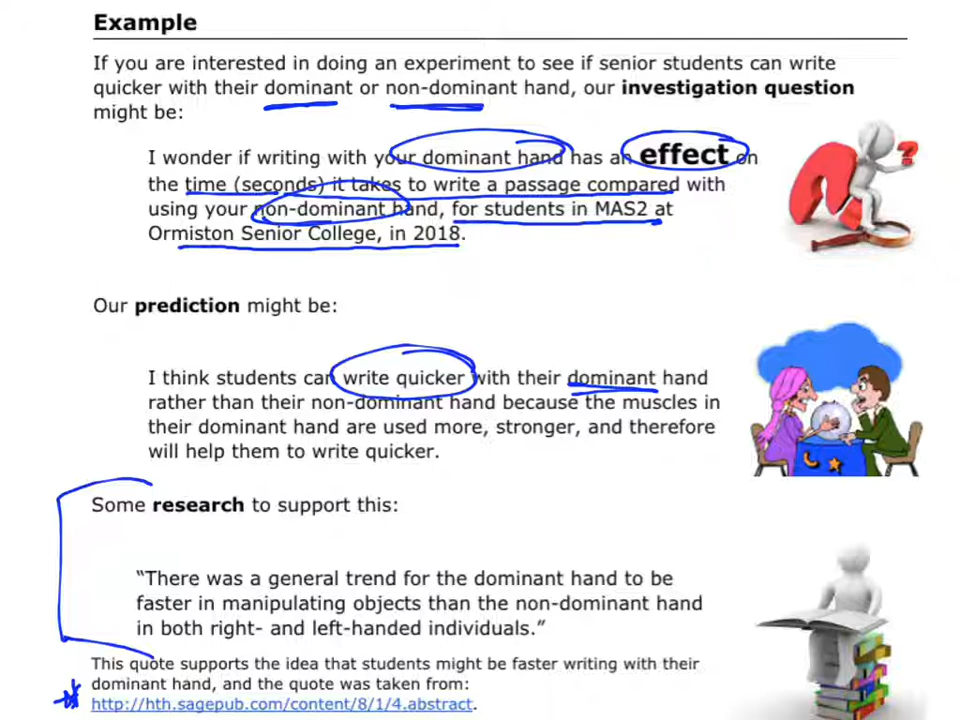 Example
If you are interested in doing an experiment to see if senior students can write
quicker with their dominant or non-dominant hand, our investigation question
might be:
I wonder if writing with your dominant hand has an effect on
the time (seconds) it takes to write a passage compared with
using your non-dominant hand, for students in MAS2 at
Ormiston Senior College, in 2018.
Our prediction might be:
I think students can write quicker with their dominant hand
rather than their non-dominant hand because the muscles in
their dominant hand are used more, stronger, and therefore
will help them to write quicker.
Some research to support this:
“There was a general trend for the dominant hand to be
faster in manipulating objects than the non-dominant hand
in both right- and left-handed individuals.”
This quote supports the idea that students might be faster writing with their
dominant hand, and the quote was taken from:
http://hth.sagepub.com/content/8/1/4.abstract.